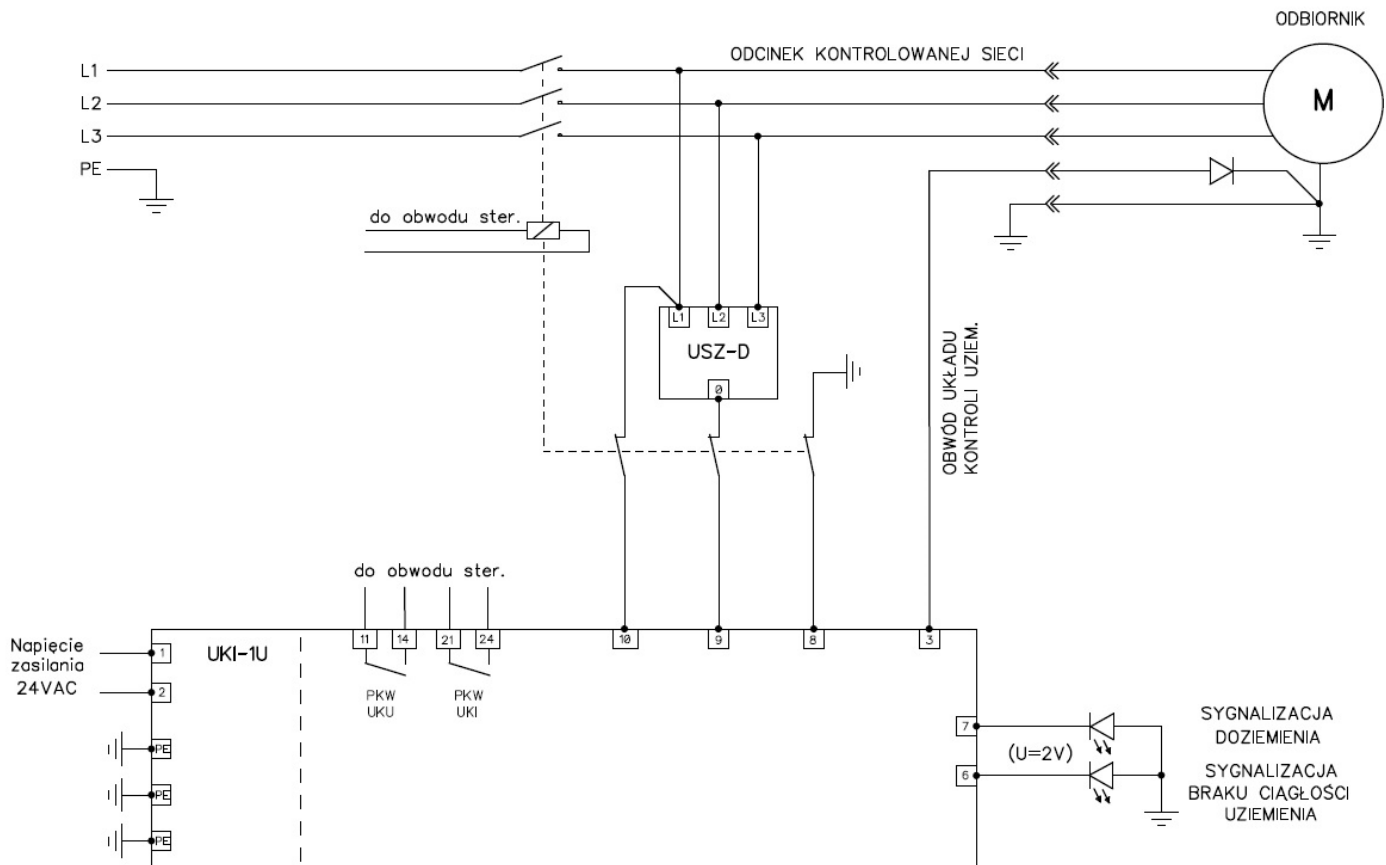 ODBIORNIK
ODCINEK KONTROLOWANEJ SIECI
L1
L2
L3
PE
M
do obwodu ster.
L1 L2 L3
USZ-D
0
OBWÓD UKŁADU
KONTROLI UZIEM.
do obwodu ster.
11 14 21 24 10 9 8 3
Napięcie
zasilania
24VAC
1
2
UKI-1U
PKW
UKU
PKW
UKI
PE
PE
PE
7
6
(U=2V)
SYGNALIZACJA
DOZIEMIENIA
SYGNALIZACJA
BRAKU CIĄGŁOŚCI
UZIEMIENIA